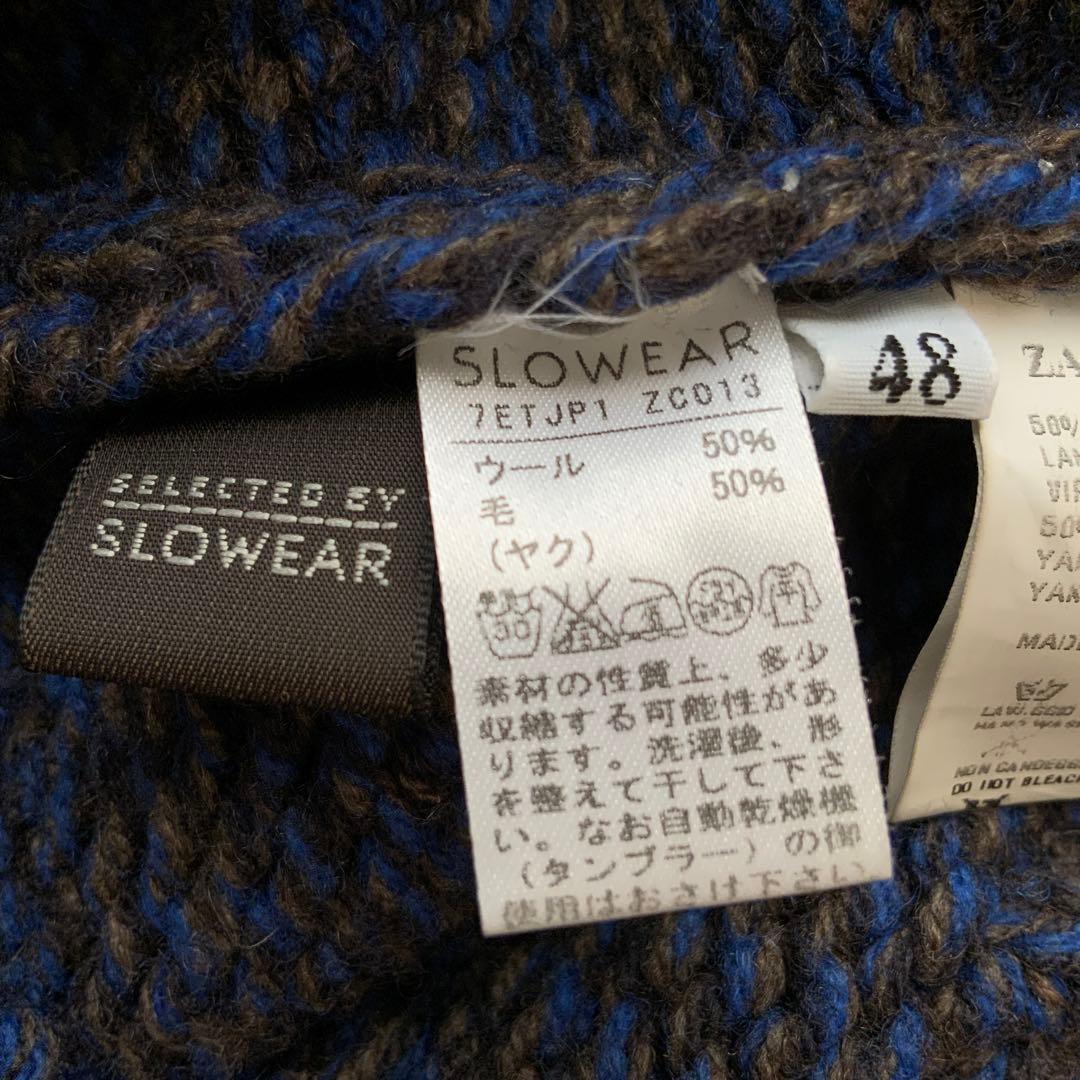 SELECTED BY
SLOWEAR
SLOWEAR
7ETJP1 ZC013
ウール 50%
毛 50%
(ヤク)
30
素材の性質上、多少
収縮する可能性があ
ります。洗濯後、形
を整えて干して下さ
い。なお自動乾燥機
(タンブラー)の御
使用はおさけ下さい
48
ZA
50%
LAN
VIR
50%
YAK
YAK
MADE
NON CANDEGG
DO NOT BLEACH